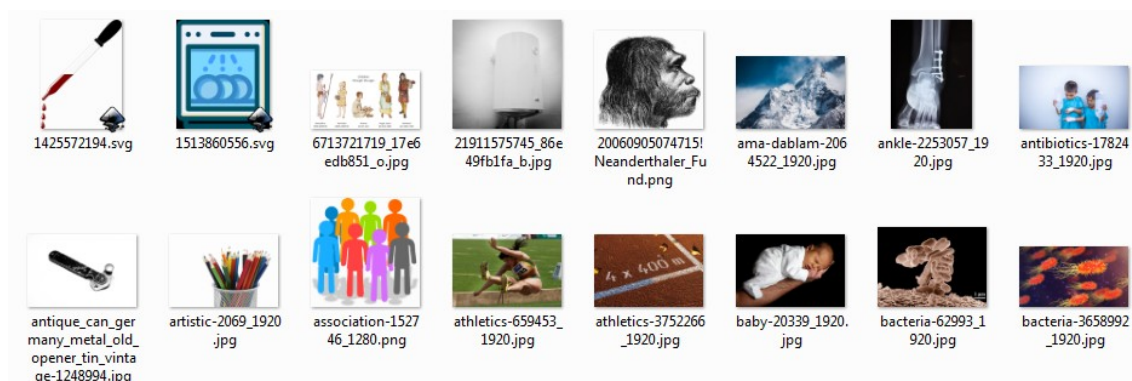 1425572194.svg
1513860556.svg
6713721719_17e6
edb851_o.jpg
21911575745_86e
49fb1fa_b.jpg
20060905074715!
Neanderthaler_Fu
nd.png
ama-dablam-206
4522_1920.jpg
ankle-2253057_19
20.jpg
antibiotics-17824
33_1920.jpg
antique_can_ger
many_metal_old_
opener_tin_vinta
ge-1248994.jpg
artistic-2069_1920
.jpg
association-1527
46_1280.png
athletics-659453_
1920.jpg
4 x 400 m
athletics-3752266
_1920.jpg
baby-20339_1920.
jpg
bacteria-62993_1
920.jpg
bacteria-3658992
_1920.jpg